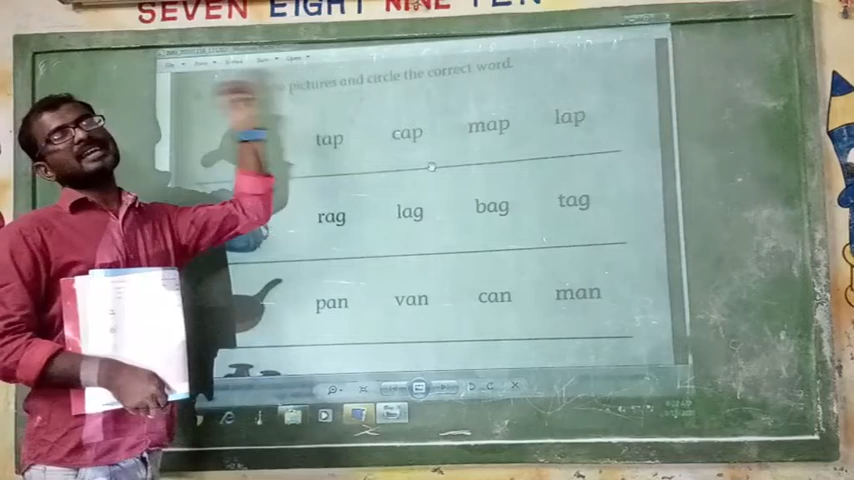 SEVEN EIGHT NINE TEN
pictures and circle the correct word.
tap cap map lap
rag lag bag tag
pan van can man